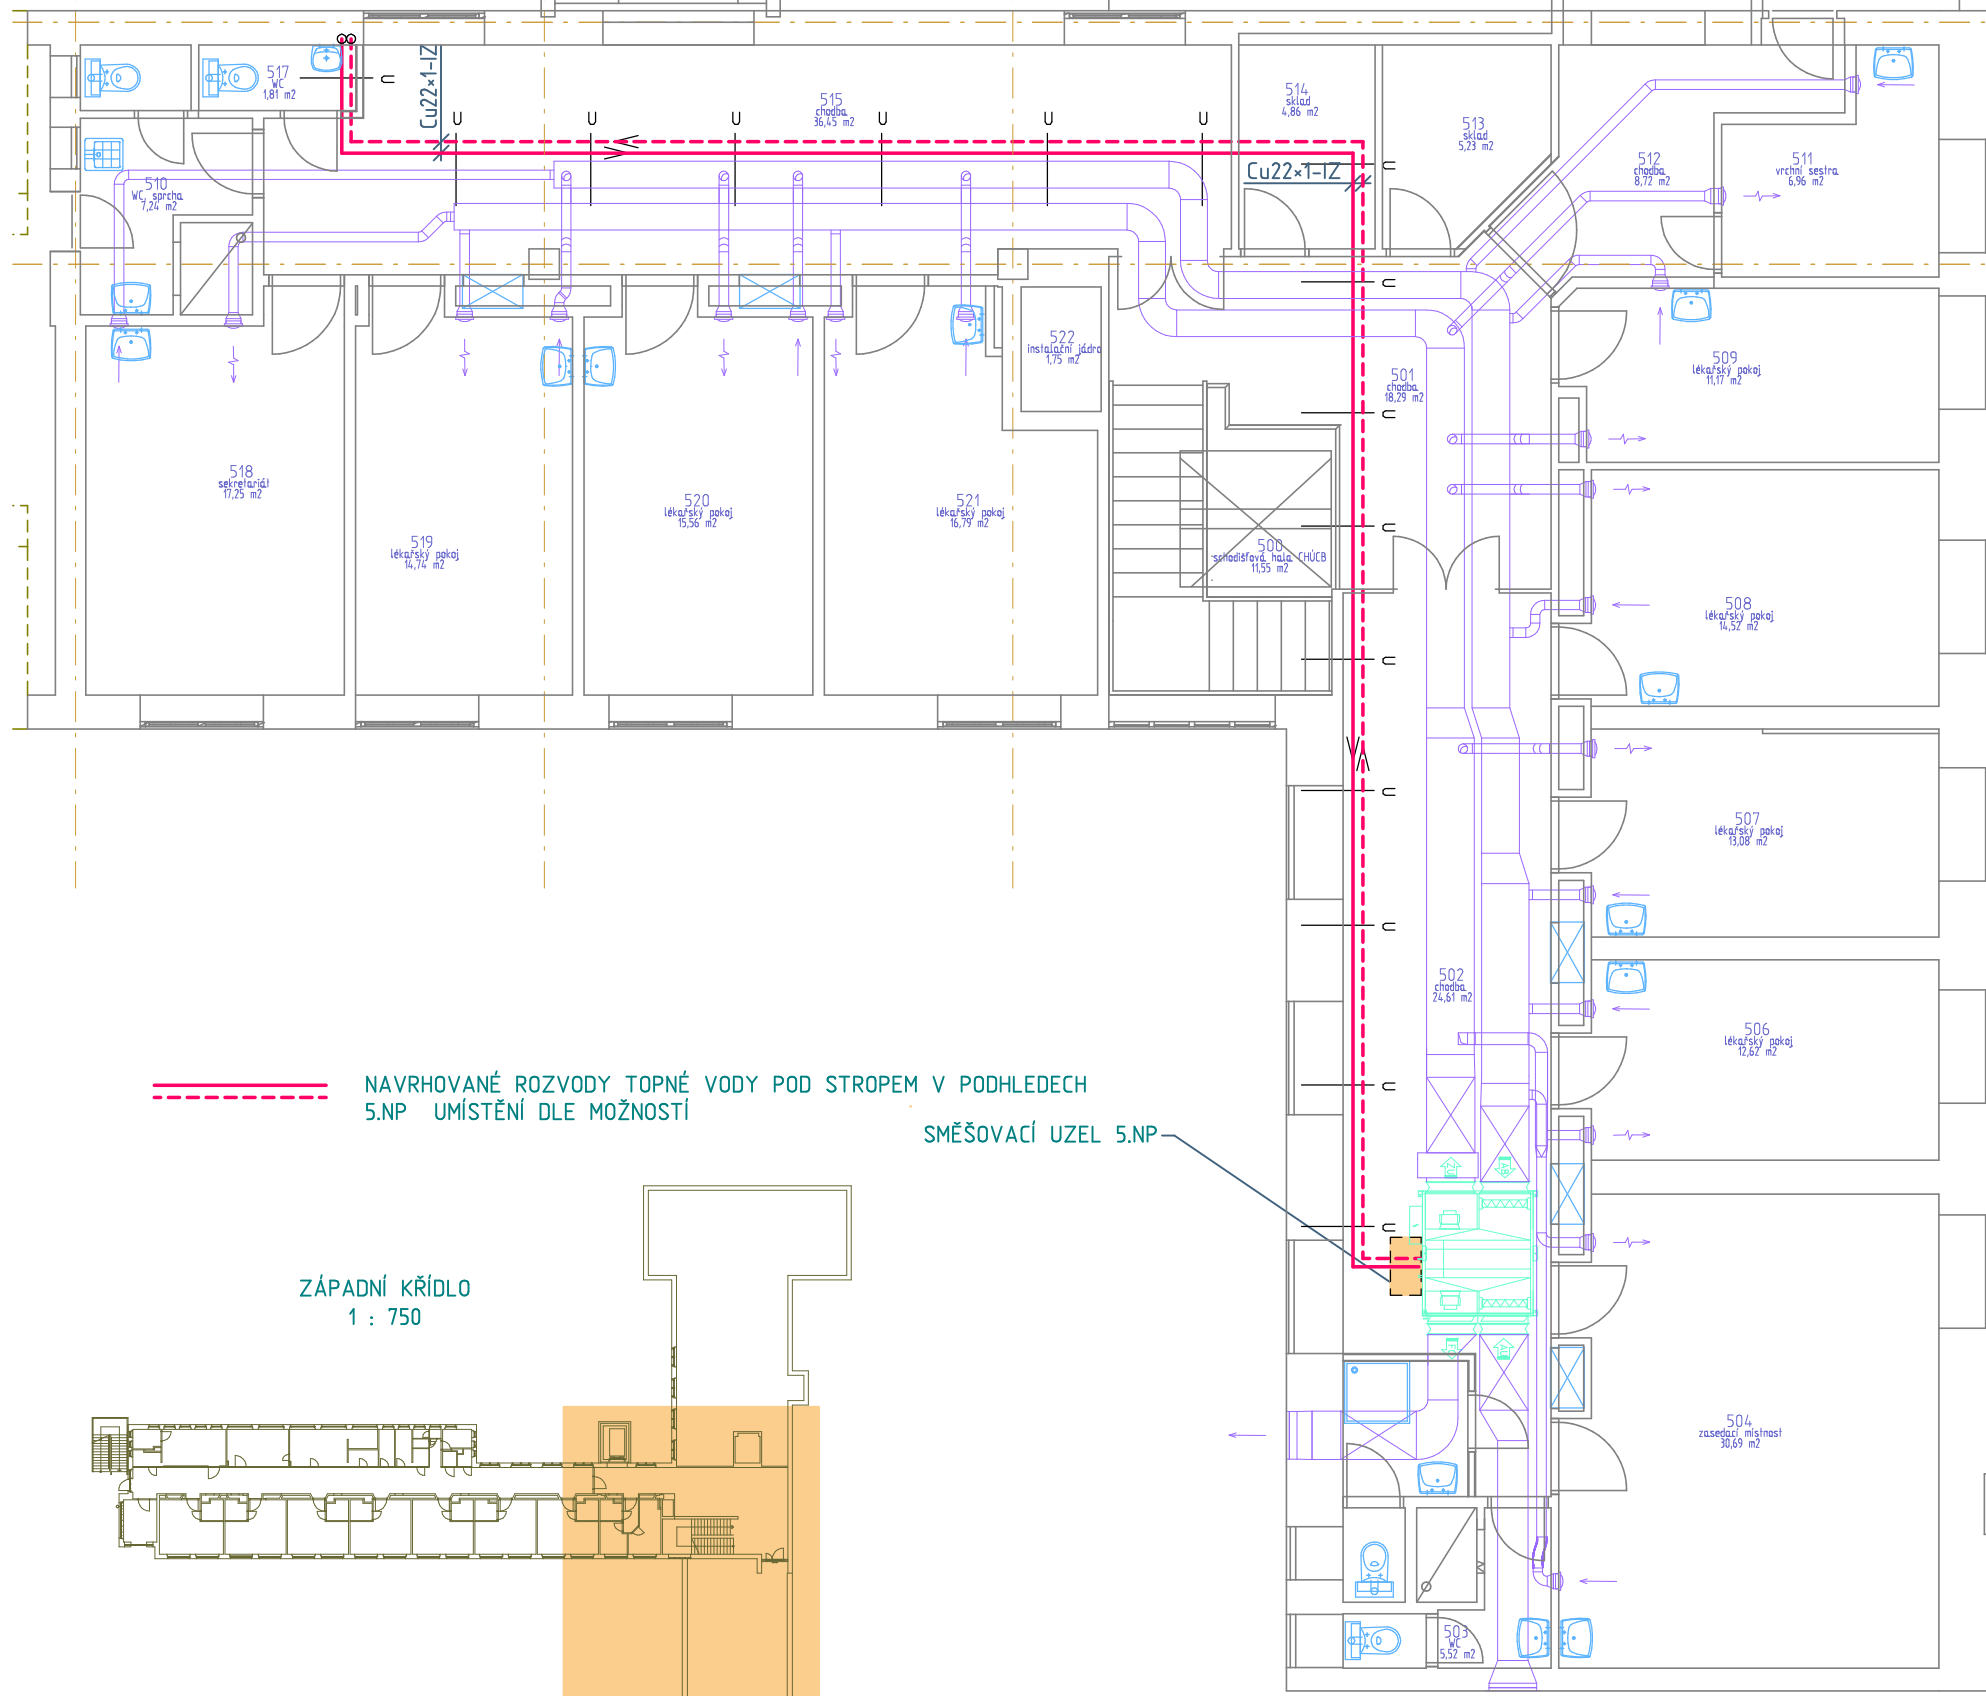 517
WC
1,81 m2
Cu22×1-IZ
U
U
U
U
U
U
U
515
chodba
36,45 m2
514
sklad
4,86 m2
513
sklad
5,23 m2
512
chodba
8,72 m2
511
vrchní sestra
6,96 m2
Cu22×1-IZ
U
510
WC, sprcha
7,24 m2
U
522
instalační jádro
1,75 m2
501
chodba
18,29 m2
509
lékařský pokoj
11,17 m2
U
518
sekretariát
17,25 m2
519
lékařský pokoj
14,74 m2
520
lékařský pokoj
15,56 m2
521
lékařský pokoj
16,79 m2
500
schodišťová hala CHÚCB
11,55 m2
U
508
lékařský pokoj
14,52 m2
U
U
507
lékařský pokoj
13,08 m2
U
502
chodba
24,61 m2
506
lékařský pokoj
12,62 m2
U
NAVRHOVANÉ ROZVODY TOPNÉ VODY POD STROPEM V PODHLEDECH
5.NP UMÍSTĚNÍ DLE MOŽNOSTÍ
SMĚŠOVACÍ UZEL 5.NP
U
ZÁPADNÍ KŘÍDLO
1 : 750
504
zasedací místnost
30,69 m2
503
WC
5,52 m2